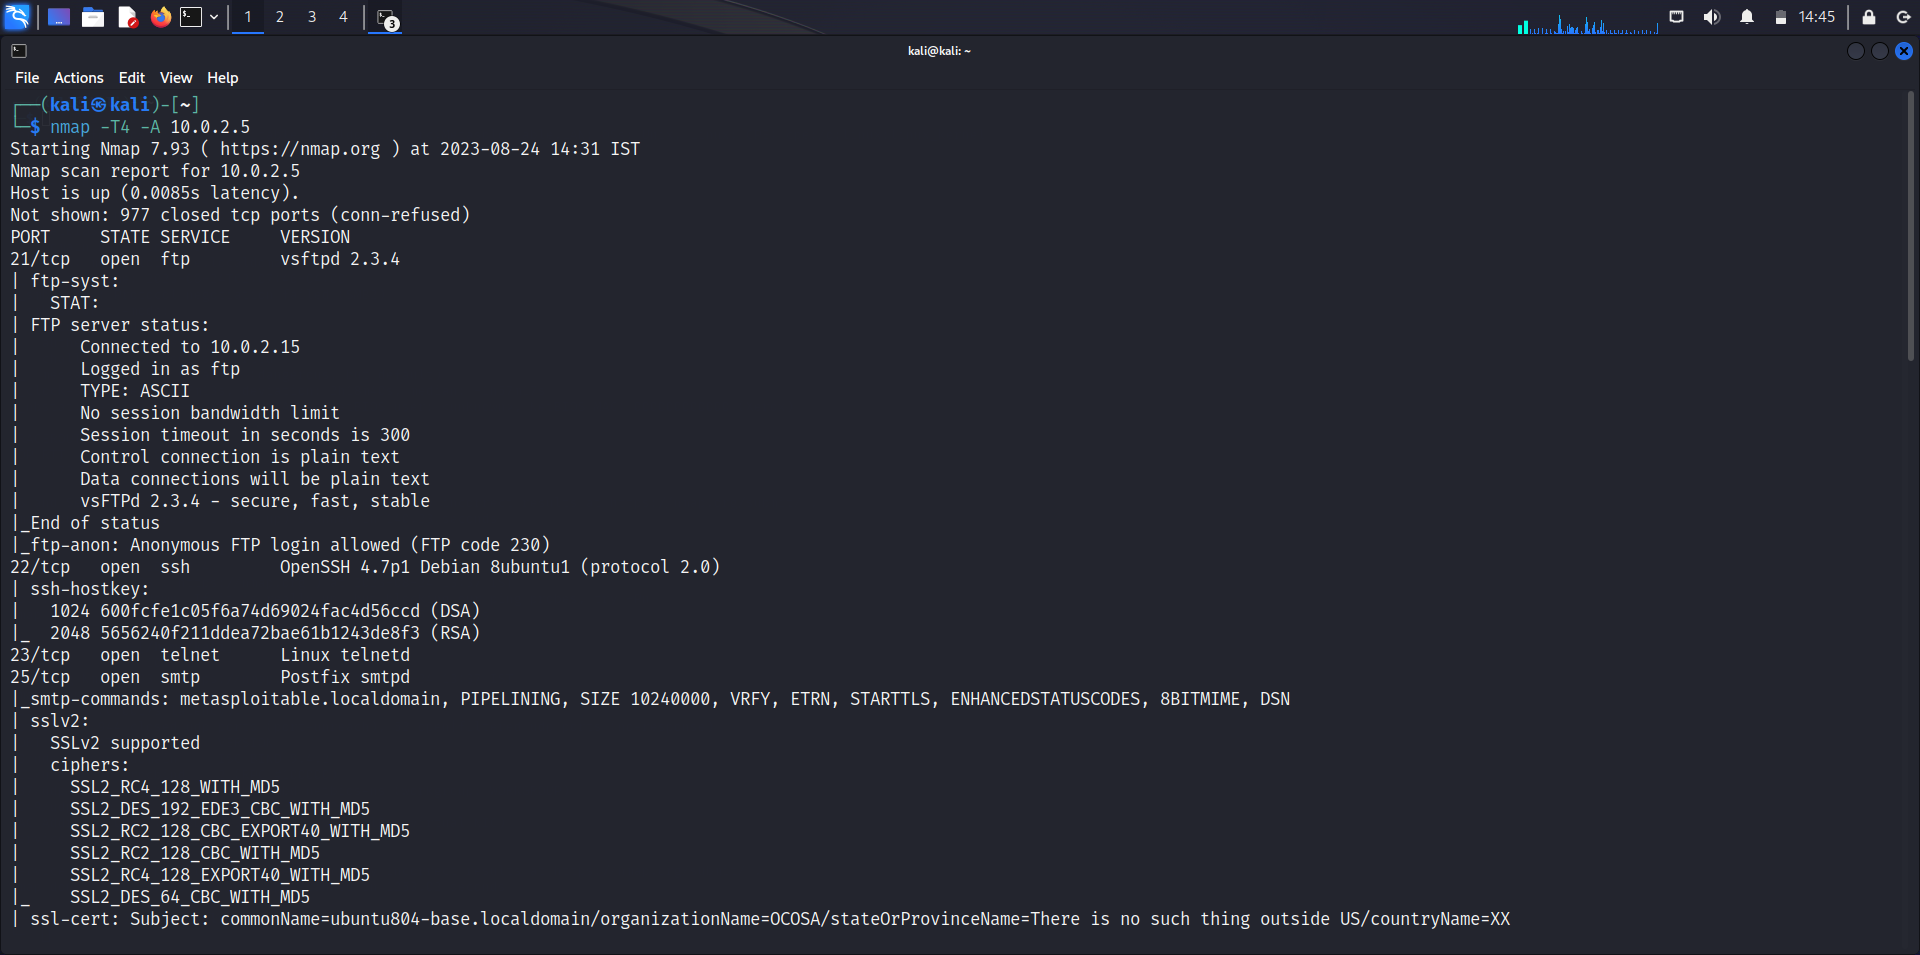 1 2 3 4 3 14:45
kali@kali: ~
File Actions Edit View Help
┌──(kali㉿kali)-[~]
└─$ nmap -T4 -A 10.0.2.5
Starting Nmap 7.93 ( https://nmap.org ) at 2023-08-24 14:31 IST
Nmap scan report for 10.0.2.5
Host is up (0.0085s latency).
Not shown: 977 closed tcp ports (conn-refused)
PORT     STATE SERVICE     VERSION
21/tcp   open  ftp         vsftpd 2.3.4
| ftp-syst:
|   STAT:
| FTP server status:
|      Connected to 10.0.2.15
|      Logged in as ftp
|      TYPE: ASCII
|      No session bandwidth limit
|      Session timeout in seconds is 300
|      Control connection is plain text
|      Data connections will be plain text
|      vsFTPd 2.3.4 - secure, fast, stable
|_End of status
|_ftp-anon: Anonymous FTP login allowed (FTP code 230)
22/tcp   open  ssh         OpenSSH 4.7p1 Debian 8ubuntu1 (protocol 2.0)
| ssh-hostkey:
|   1024 600fcfe1c05f6a74d69024fac4d56ccd (DSA)
|_  2048 5656240f211ddea72bae61b1243de8f3 (RSA)
23/tcp   open  telnet      Linux telnetd
25/tcp   open  smtp        Postfix smtpd
|_smtp-commands: metasploitable.localdomain, PIPELINING, SIZE 10240000, VRFY, ETRN, STARTTLS, ENHANCEDSTATUSCODES, 8BITMIME, DSN
| sslv2:
|   SSLv2 supported
|   ciphers:
|     SSL2_RC4_128_WITH_MD5
|     SSL2_DES_192_EDE3_CBC_WITH_MD5
|     SSL2_RC2_128_CBC_EXPORT40_WITH_MD5
|     SSL2_RC2_128_CBC_WITH_MD5
|     SSL2_RC4_128_EXPORT40_WITH_MD5
|_    SSL2_DES_64_CBC_WITH_MD5
| ssl-cert: Subject: commonName=ubuntu804-base.localdomain/organizationName=OCOSA/stateOrProvinceName=There is no such thing outside US/countryName=XX